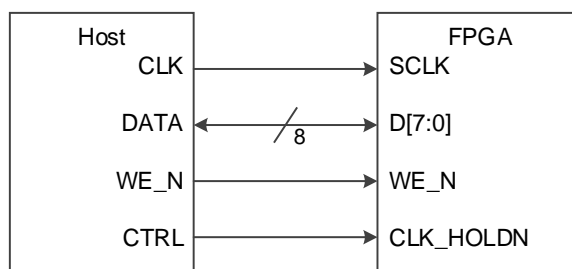 Host FPGA
CLK SCLK
DATA D[7:0]
8
WE_N WE_N
CTRL CLK_HOLDN